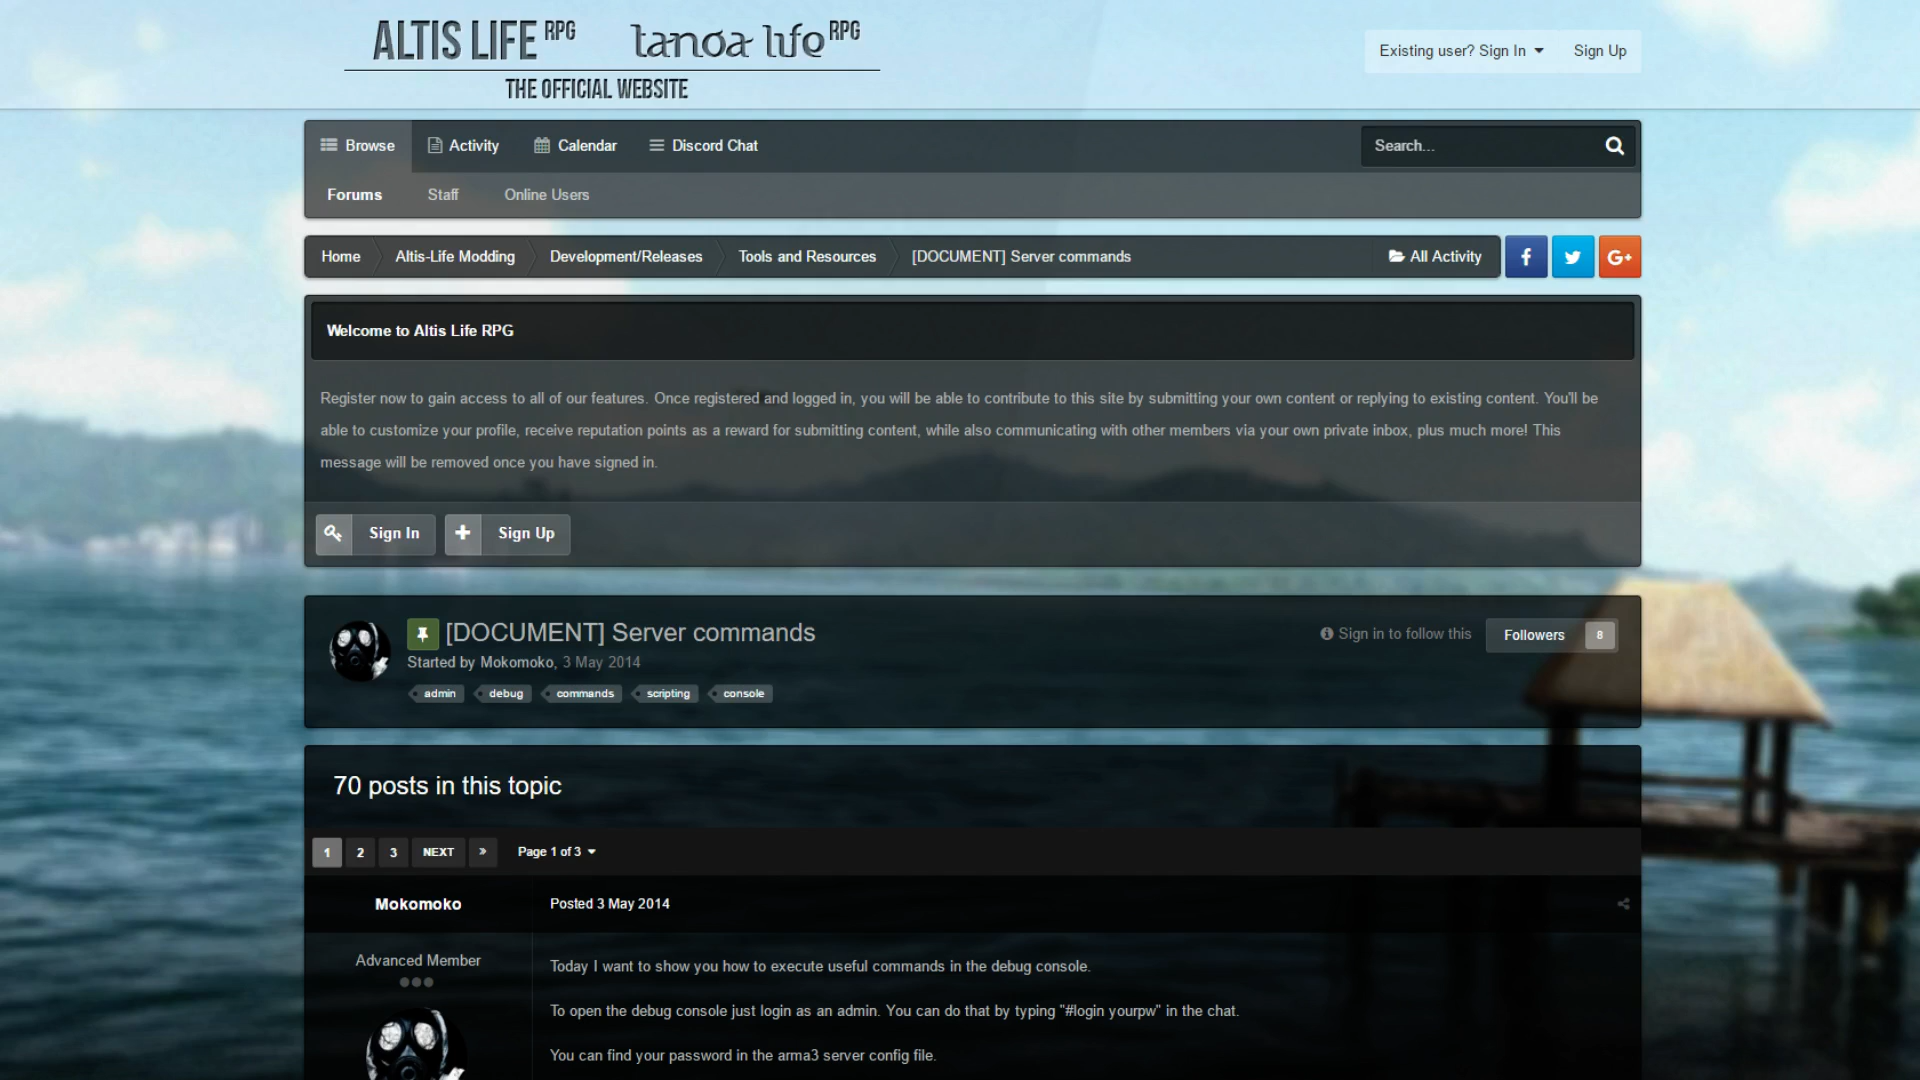 ALTIS LIFE RPG tanoa life RPG
THE OFFICIAL WEBSITE
Existing user? Sign In Sign Up
Browse Activity Calendar Discord Chat Search...
Forums Staff Online Users
Home Altis-Life Modding Development/Releases Tools and Resources [DOCUMENT] Server commands All Activity f G+
Welcome to Altis Life RPG
Register now to gain access to all of our features. Once registered and logged in, you will be able to contribute to this site by submitting your own content or replying to existing content. You'll be
able to customize your profile, receive reputation points as a reward for submitting content, while also communicating with other members via your own private inbox, plus much more! This
message will be removed once you have signed in.
Sign In Sign Up
[DOCUMENT] Server commands Sign in to follow this Followers 8
Started by Mokomoko, 3 May 2014
admin debug commands scripting console
70 posts in this topic
1 2 3 NEXT » Page 1 of 3
Mokomoko Posted 3 May 2014
Advanced Member
Today I want to show you how to execute useful commands in the debug console.
To open the debug console just login as an admin. You can do that by typing "#login yourpw" in the chat.
You can find your password in the arma3 server config file.